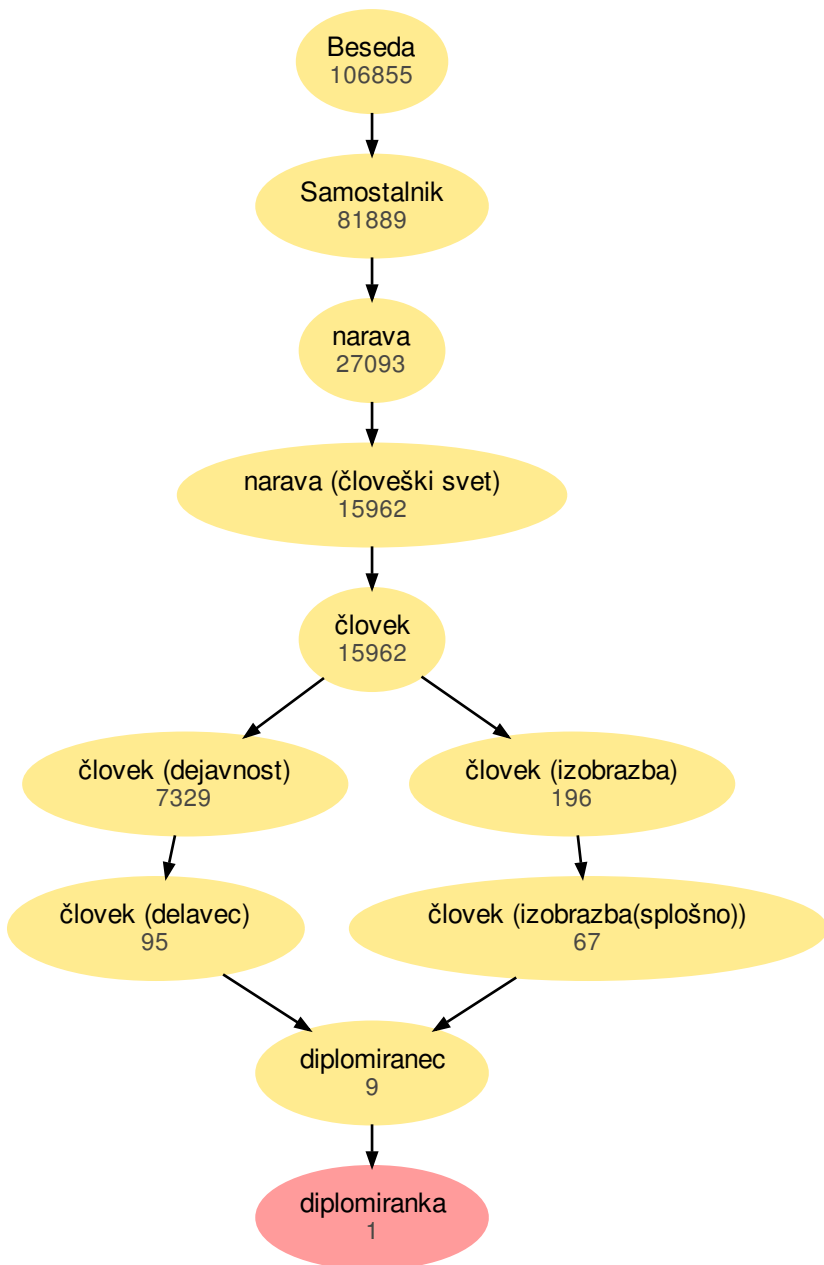 Beseda
106855
Samostalnik
81889
narava
27093
narava (človeški svet)
15962
človek
15962
človek (dejavnost)
7329
človek (izobrazba)
196
človek (delavec)
95
človek (izobrazba(splošno))
67
diplomiranec
9
diplomiranka
1